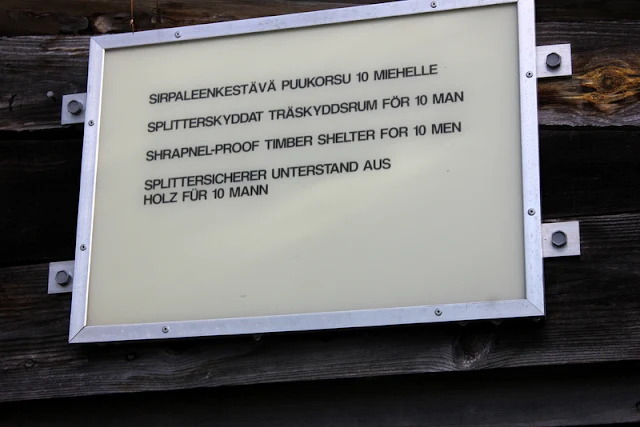 SIRPALEENKESTÄVÄ PUUKORSU 10 MIEHELLE
SPLITTERSKYDDAT TRÄSKYDDSRUM FÖR 10 MAN
SHRAPNEL-PROOF TIMBER SHELTER FOR 10 MEN
SPLITTERSICHERER UNTERSTAND AUS
HOLZ FÜR 10 MANN